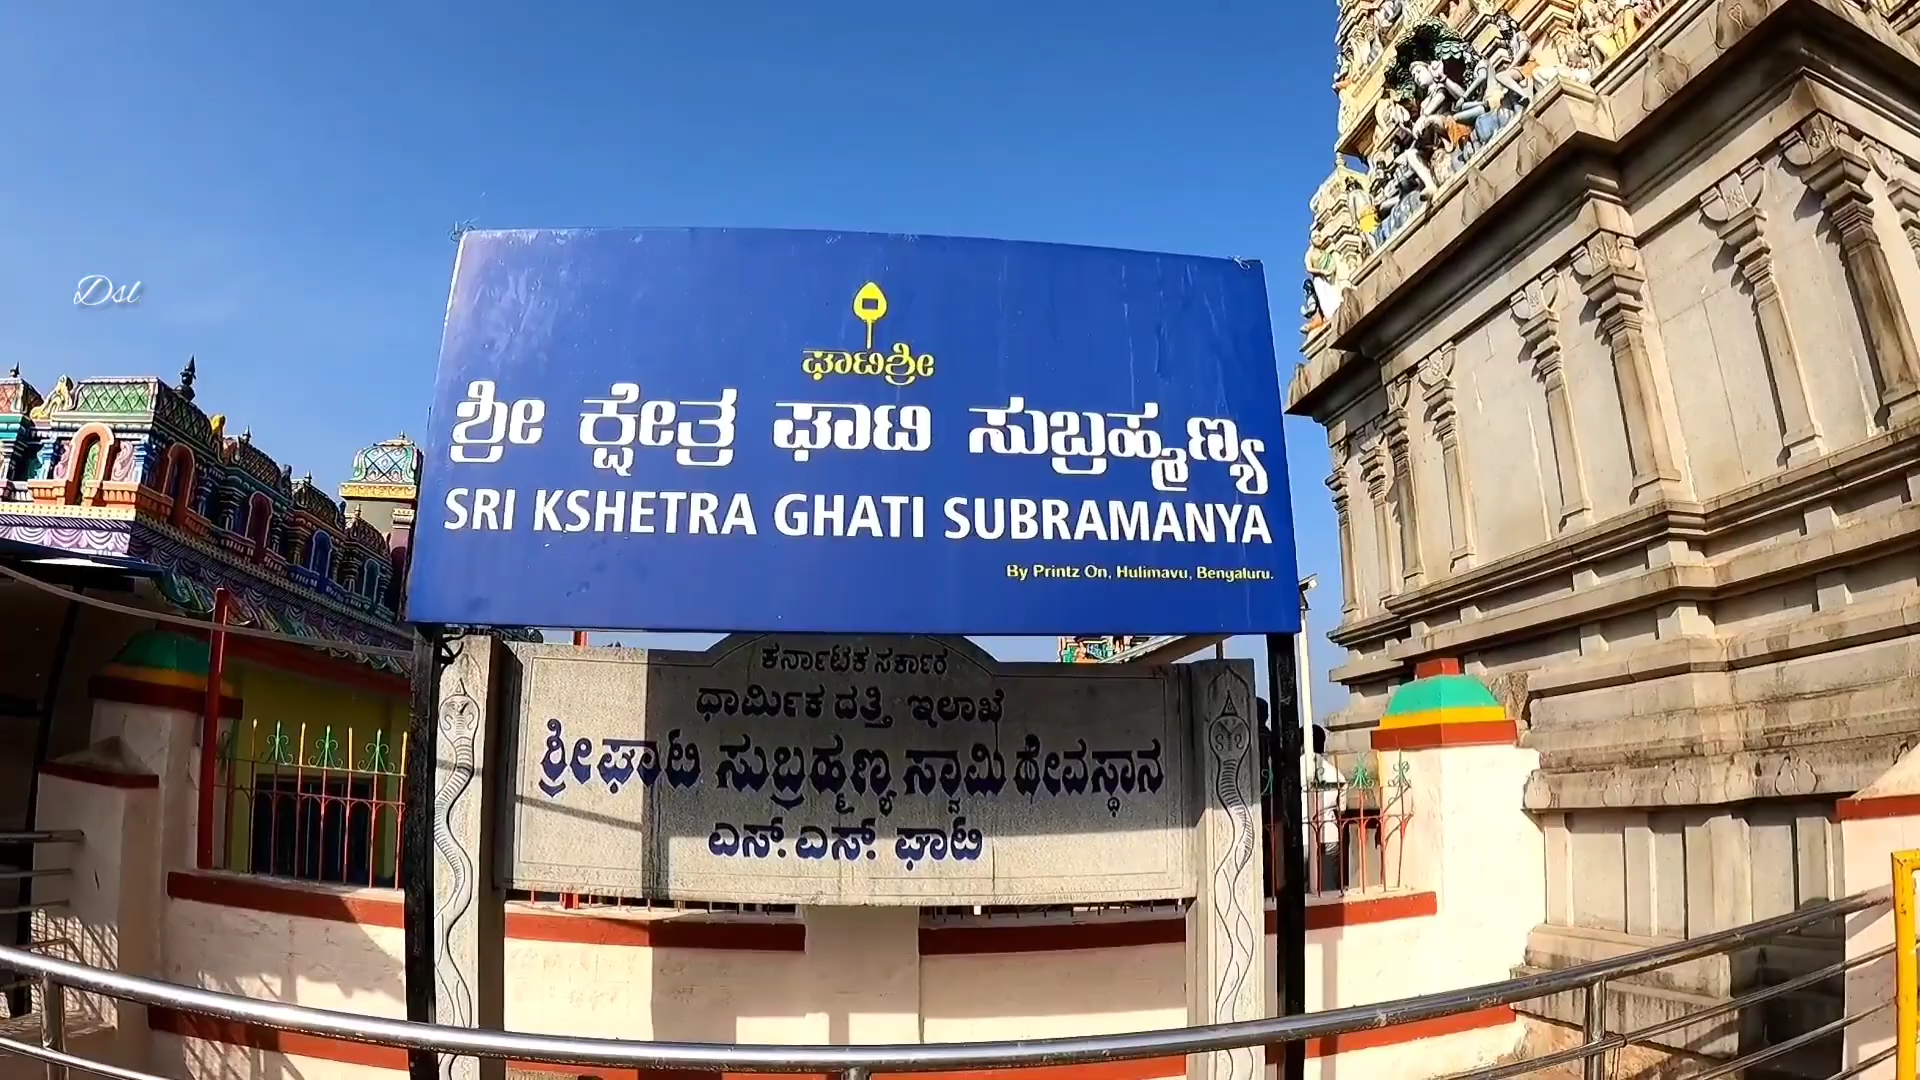 Dsl
ಘಾಟಿಶ್ರೀ
ಶ್ರೀ ಕ್ಷೇತ್ರ ಘಾಟಿ ಸುಬ್ರಹ್ಮಣ್ಯ
SRI KSHETRA GHATI SUBRAMANYA
By Printz On, Hulimavu, Bengaluru.
ಕರ್ನಾಟಕ ಸರ್ಕಾರ
ಧಾರ್ಮಿಕ ದತ್ತಿ ಇಲಾಖೆ
ಶ್ರೀ ಘಾಟಿ ಸುಬ್ರಹ್ಮಣ್ಯ ಸ್ವಾಮಿ ದೇವಸ್ಥಾನ
ಎಸ್. ಎಸ್. ಘಾಟಿ